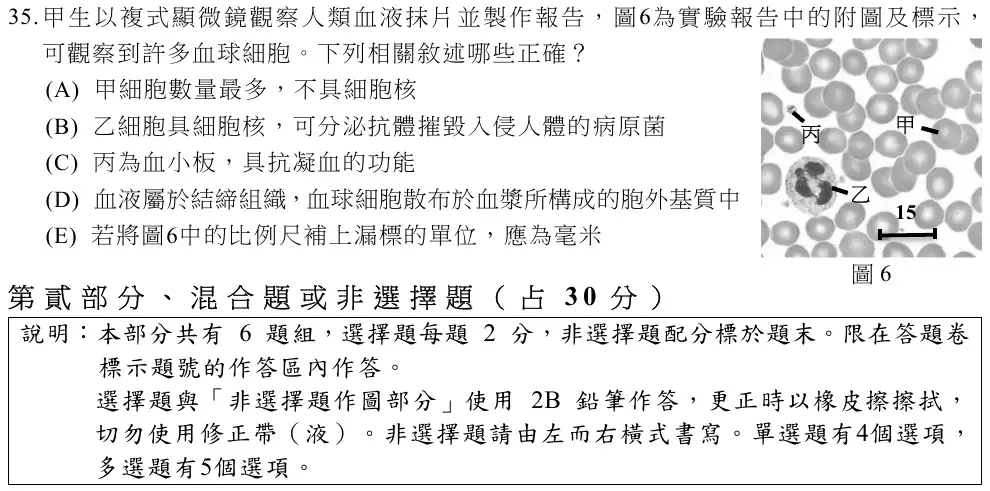 35.甲生以複式顯微鏡觀察人類血液抹片並製作報告，圖6為實驗報告中的附圖及標示，
可觀察到許多血球細胞。下列相關敘述哪些正確？
(A) 甲細胞數量最多，不具細胞核
(B) 乙細胞具細胞核，可分泌抗體摧毀入侵人體的病原菌
(C) 丙為血小板，具抗凝血的功能
(D) 血液屬於結締組織，血球細胞散布於血漿所構成的胞外基質中
(E) 若將圖6中的比例尺補上漏標的單位，應為毫米
丙
甲
乙
15
圖 6
第貳部分、混合題或非選擇題（占 30 分）
說明：本部分共有 6 題組，選擇題每題 2 分，非選擇題配分標於題末。限在答題卷
標示題號的作答區內作答。
選擇題與「非選擇題作圖部分」使用 2B 鉛筆作答，更正時以橡皮擦擦拭，
切勿使用修正帶（液）。非選擇題請由左而右橫式書寫。單選題有4個選項，
多選題有5個選項。